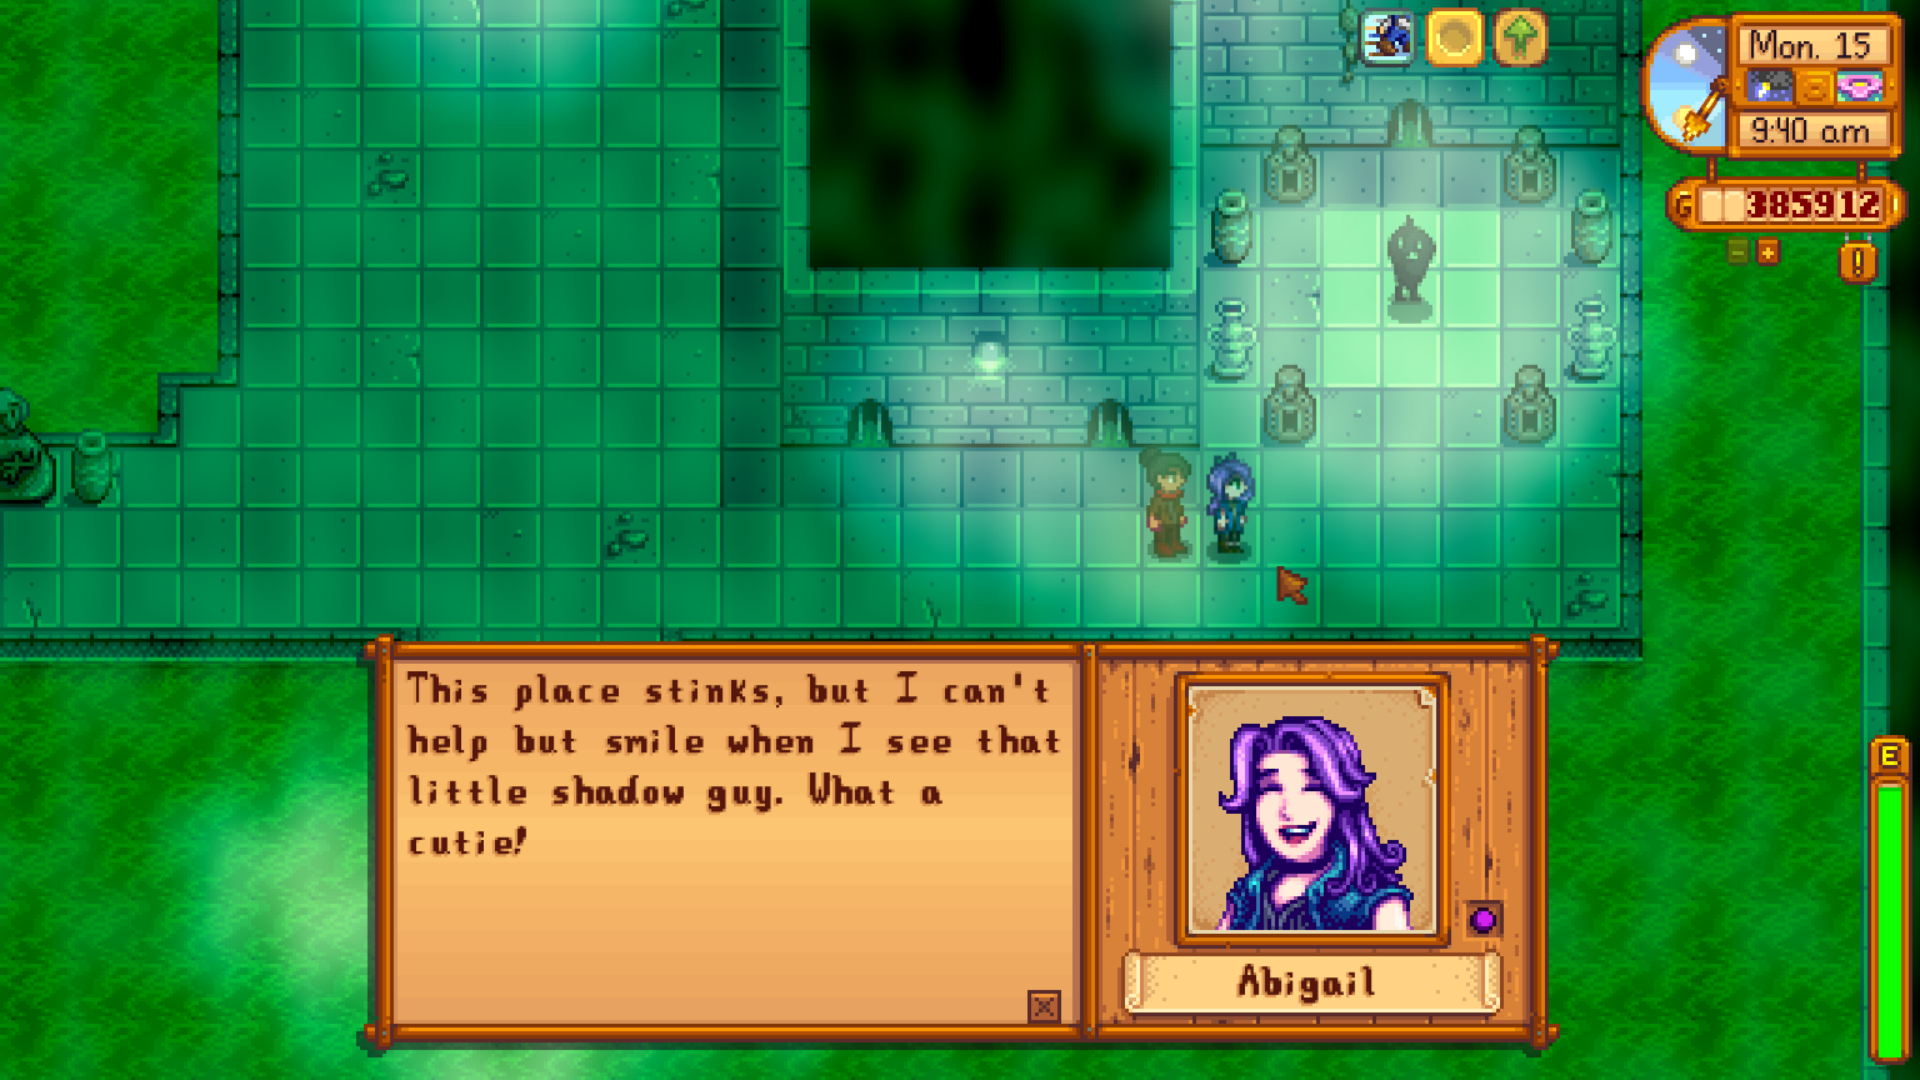 Mon. 15
9:40 am
G 385912
This place stinks, but I can't
help but smile when I see that
little shadow guy. What a
cutie!
Abigail
E